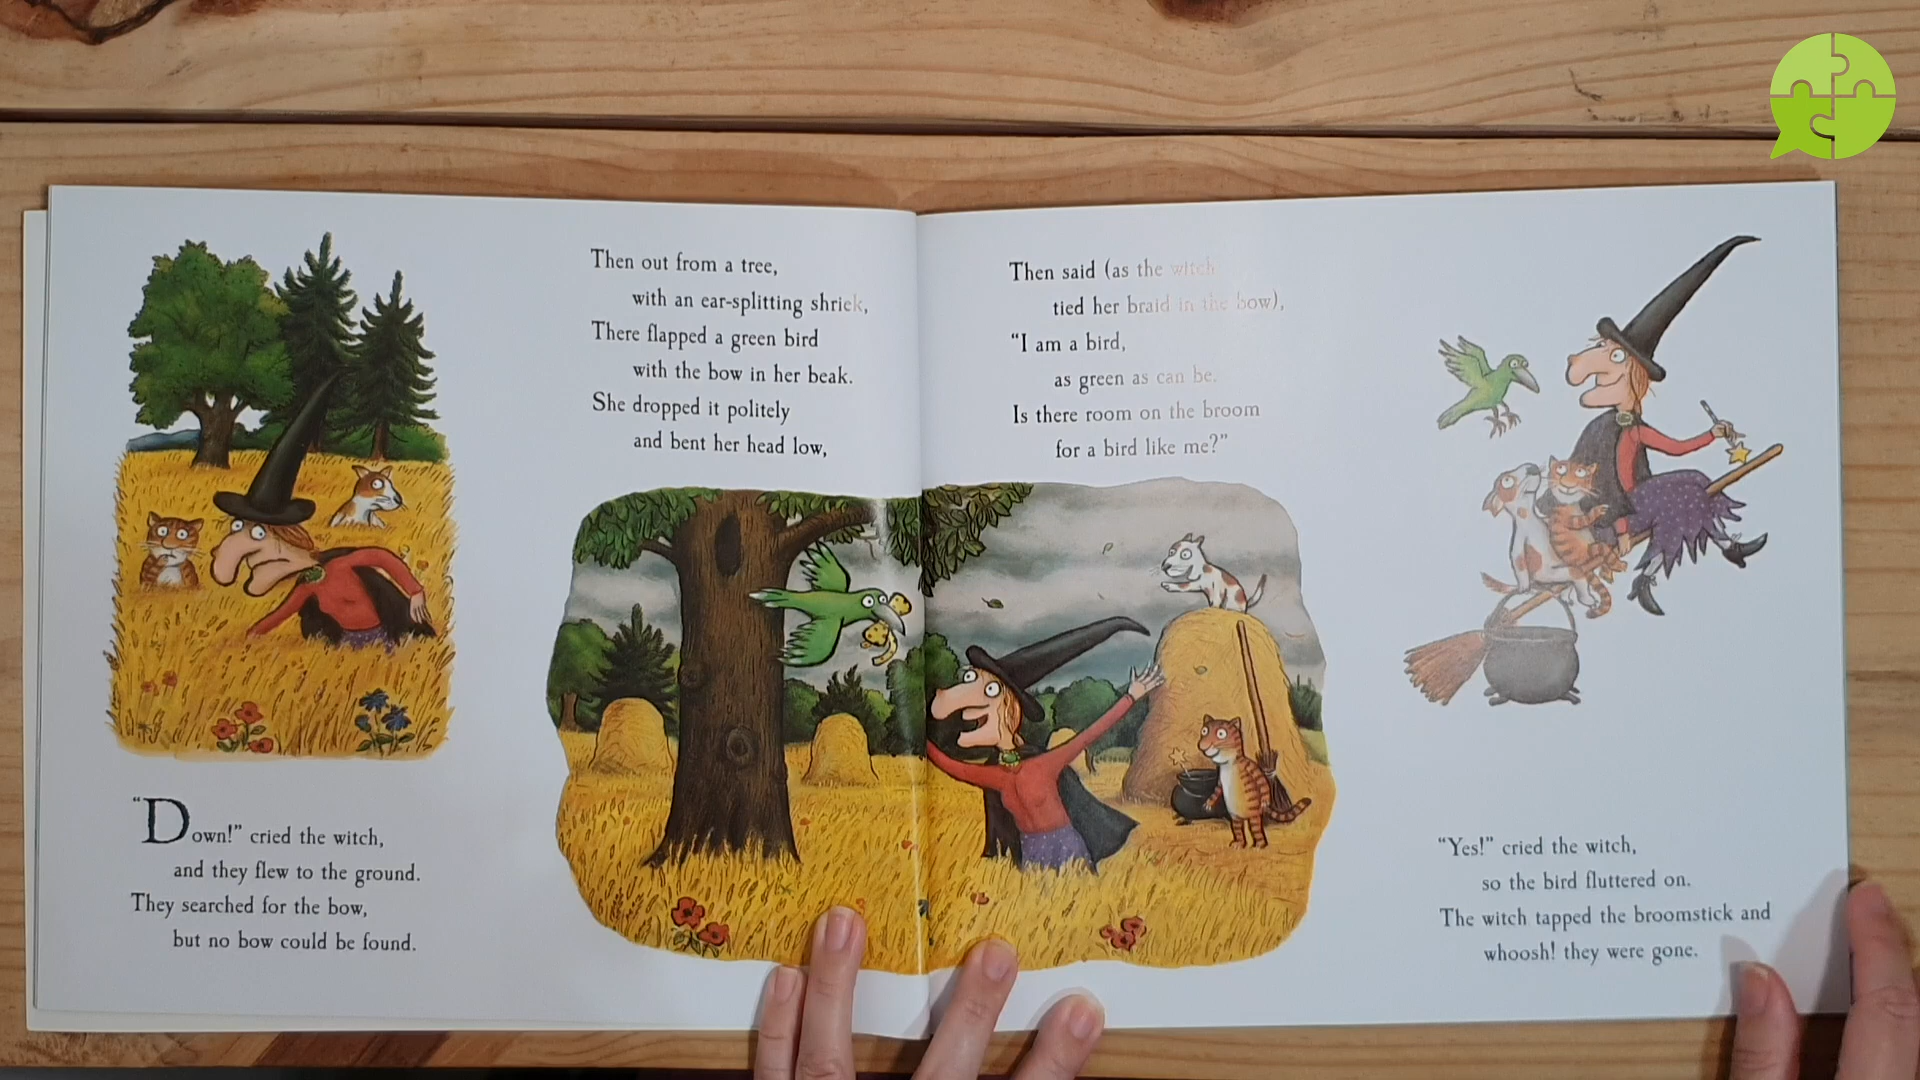 “Down!” cried the witch,
and they flew to the ground.
They searched for the bow,
but no bow could be found.
Then out from a tree,
with an ear-splitting shriek,
There flapped a green bird
with the bow in her beak.
She dropped it politely
and bent her head low,
Then said (as the witch
tied her braid in the bow),
“I am a bird,
as green as can be.
Is there room on the broom
for a bird like me?”
“Yes!” cried the witch,
so the bird fluttered on.
The witch tapped the broomstick and
whoosh! they were gone.